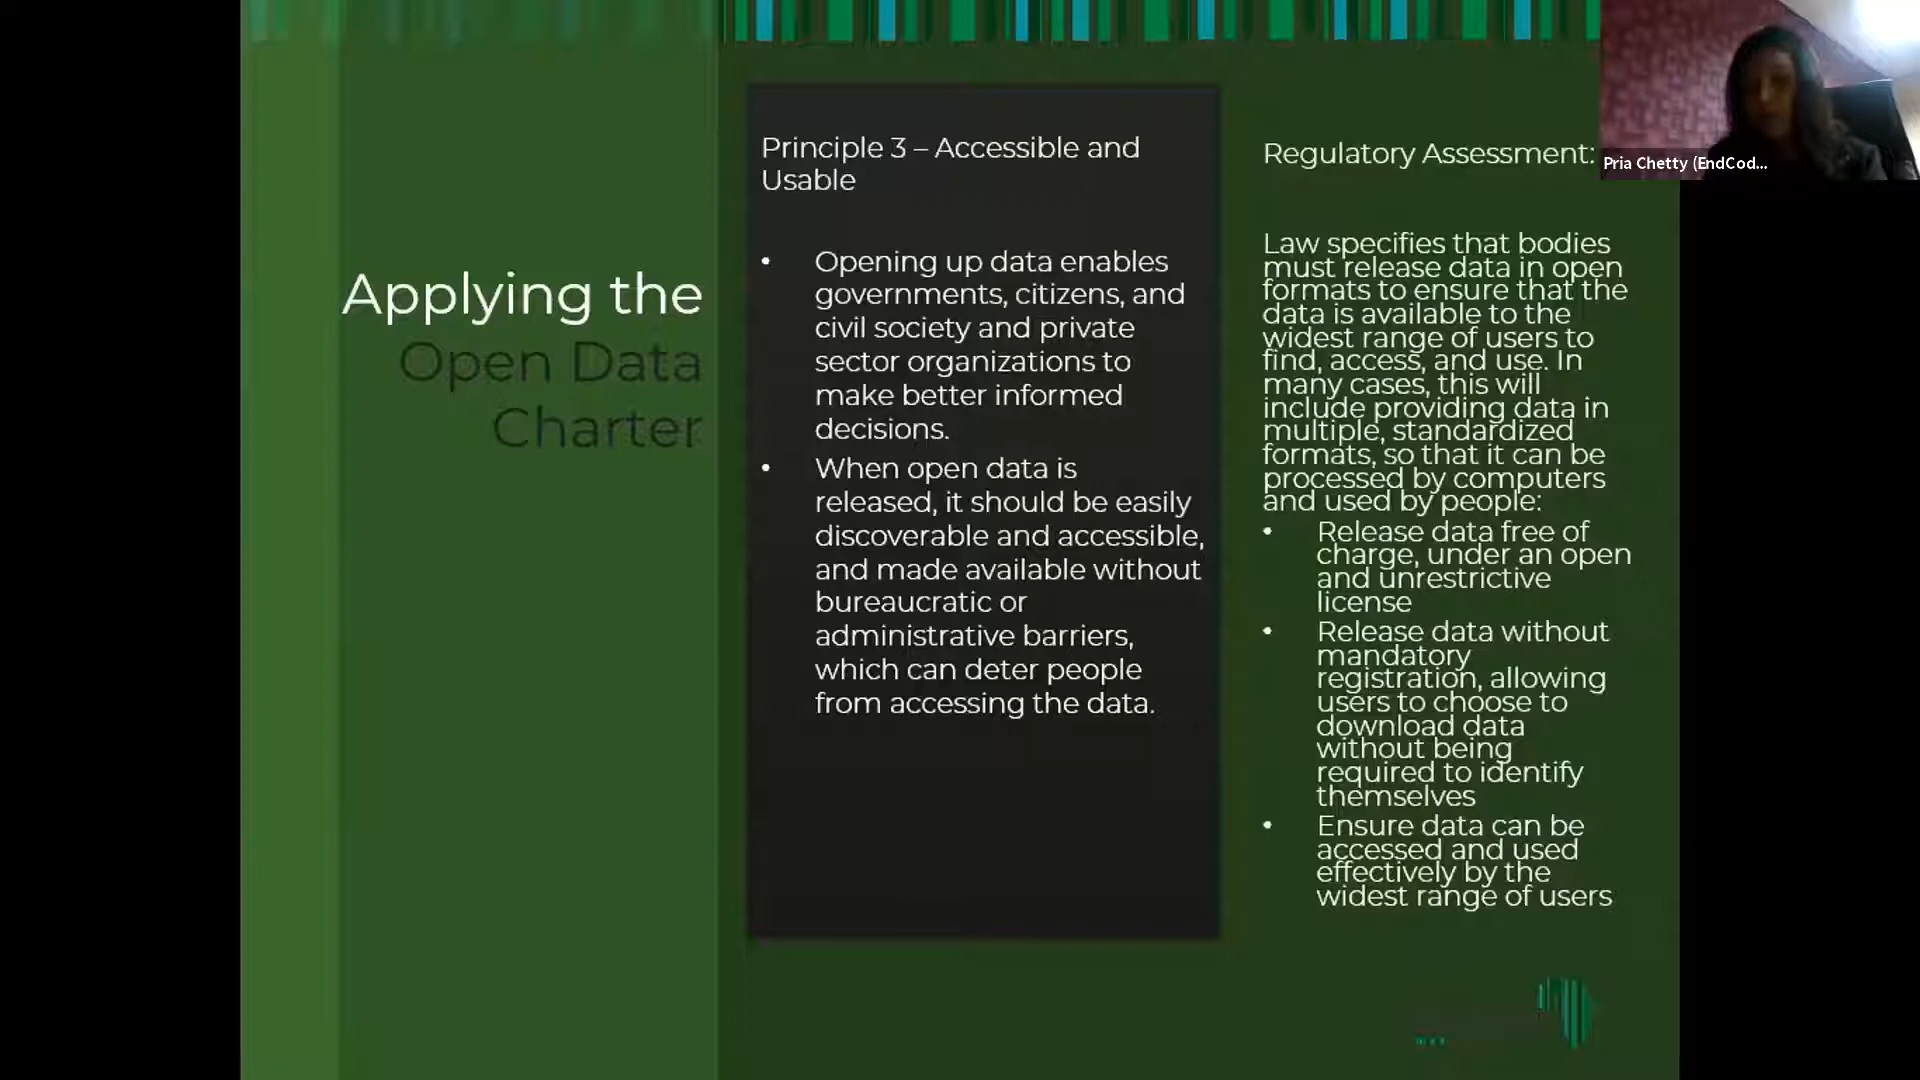 Applying the
Open Data
Charter
Principle 3 – Accessible and
Usable
• Opening up data enables
governments, citizens, and
civil society and private
sector organizations to
make better informed
decisions.
• When open data is
released, it should be easily
discoverable and accessible,
and made available without
bureaucratic or
administrative barriers,
which can deter people
from accessing the data.
Regulatory Assessment:
Law specifies that bodies
must release data in open
formats to ensure that the
data is available to the
widest range of users to
find, access, and use. In
many cases, this will
include providing data in
multiple, standardized
formats, so that it can be
processed by computers
and used by people:
• Release data free of
charge, under an open
and unrestrictive
license
• Release data without
mandatory
registration, allowing
users to choose to
download data
without being
required to identify
themselves
• Ensure data can be
accessed and used
effectively by the
widest range of users
Pria Chetty (EndCod...